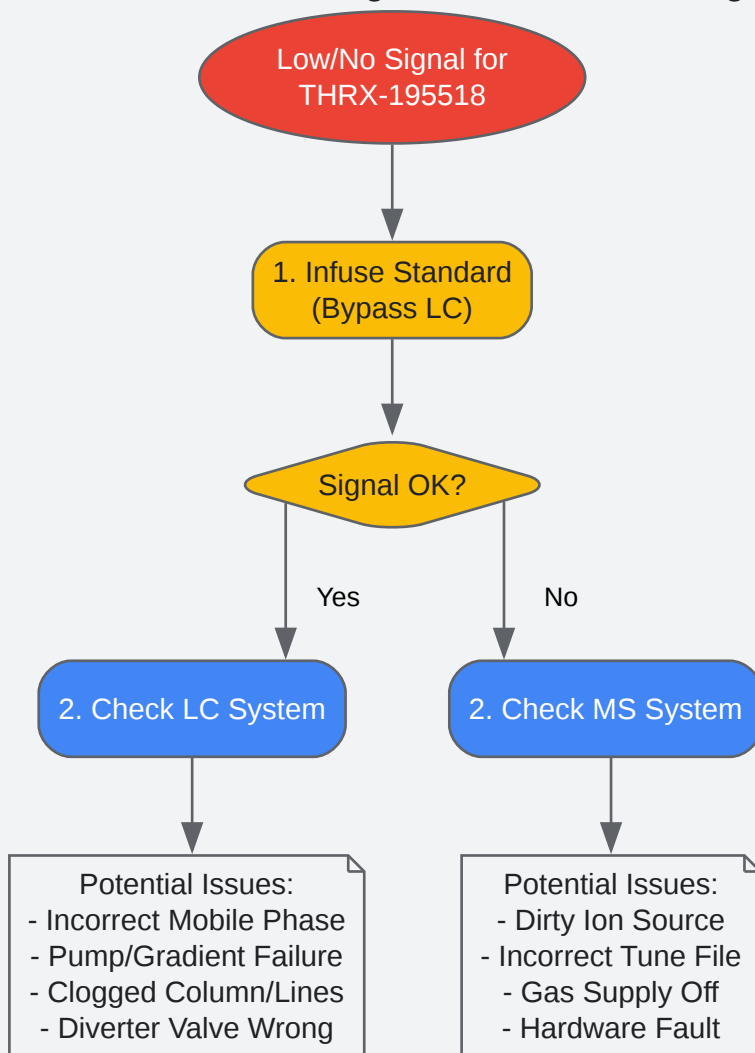 Low/No Signal for
THRX-195518
1. Infuse Standard
(Bypass LC)
Signal OK?
Yes
No
2. Check LC System
2. Check MS System
Potential Issues:
- Incorrect Mobile Phase
- Pump/Gradient Failure
- Clogged Column/Lines
- Diverter Valve Wrong
Potential Issues:
- Dirty Ion Source
- Incorrect Tune File
- Gas Supply Off
- Hardware Fault